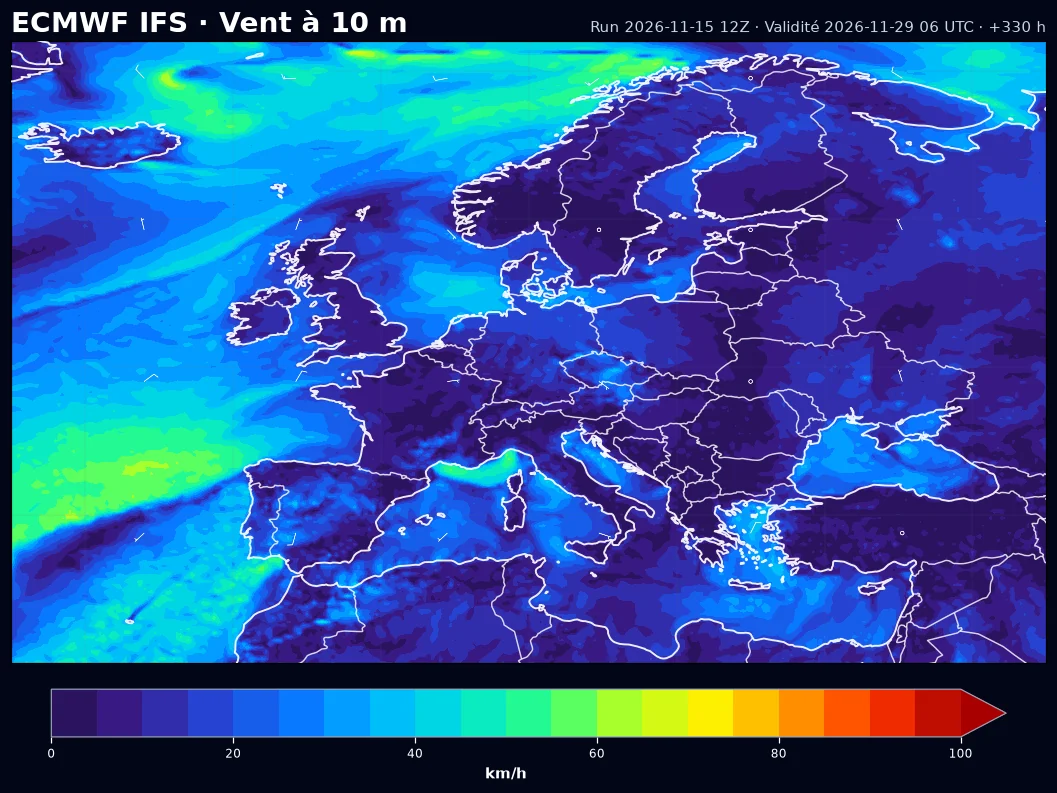 ECMWF IFS · Vent à 10 m
Run 2026-11-15 12Z · Validité 2026-11-29 06 UTC · +330 h
0 20 40 60 80 100
km/h